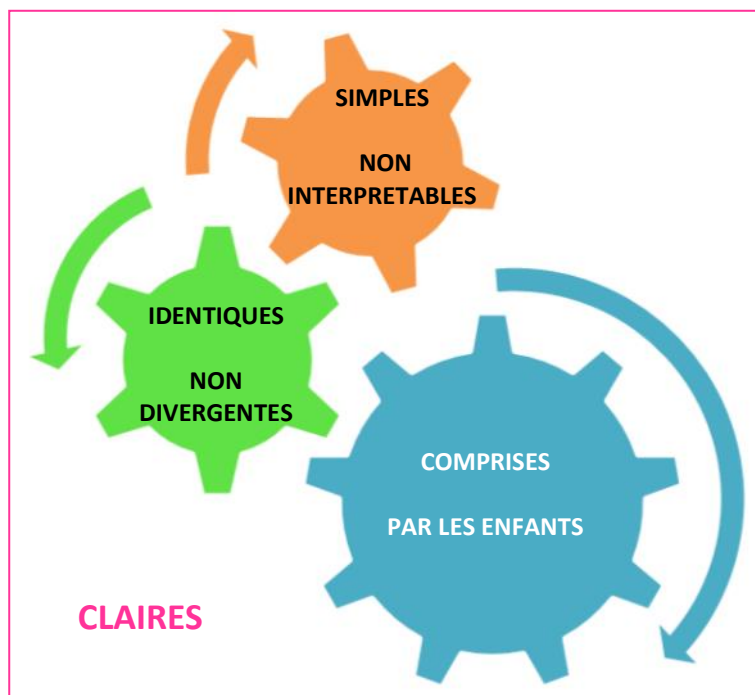 SIMPLES
NON
INTERPRETABLES
IDENTIQUES
NON
DIVERGENTES
COMPRISES
PAR LES ENFANTS
CLAIRES